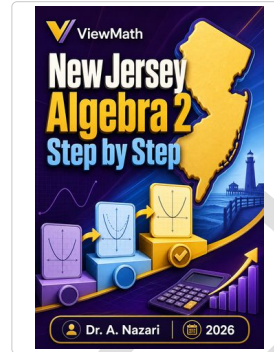 ViewMath
New Jersey
Algebra 2
Step by Step
Dr. A. Nazari | 2026